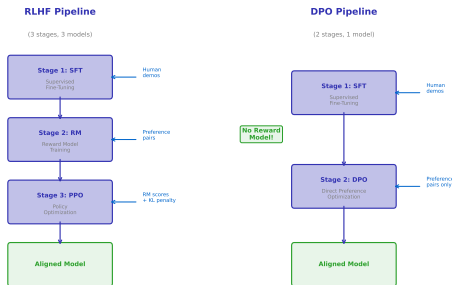 RLHF Pipeline
(3 stages, 3 models)
Stage 1: SFT
Supervised
Fine-Tuning
Human
demos
Stage 2: RM
Reward Model
Training
Preference
pairs
Stage 3: PPO
Policy
Optimization
RM scores
+ KL penalty
Aligned Model
No Reward
Model!
DPO Pipeline
(2 stages, 1 model)
Stage 1: SFT
Supervised
Fine-Tuning
Human
demos
Stage 2: DPO
Direct Preference
Optimization
Preference
pairs only
Aligned Model